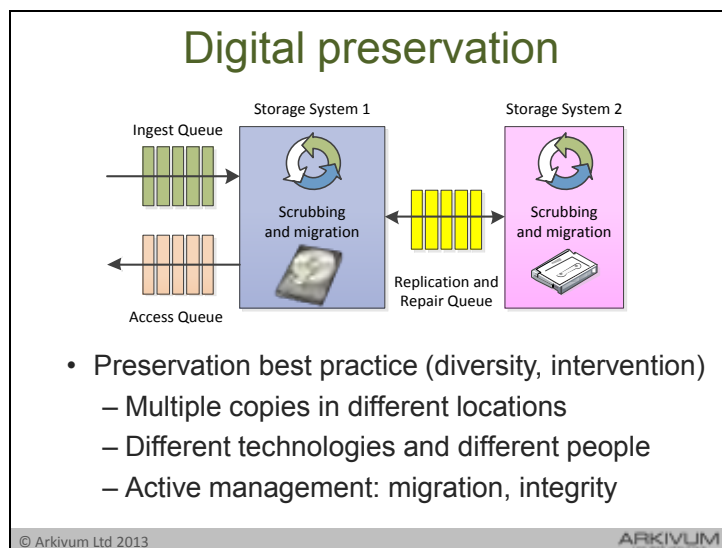 Digital preservation
Storage System 1
Storage System 2
Ingest Queue
Scrubbing
and migration
Scrubbing
and migration
Replication and
Repair Queue
Access Queue
• Preservation best practice (diversity, intervention)
– Multiple copies in different locations
– Different technologies and different people
– Active management: migration, integrity
© Arkivum Ltd 2013
ARKIVUM